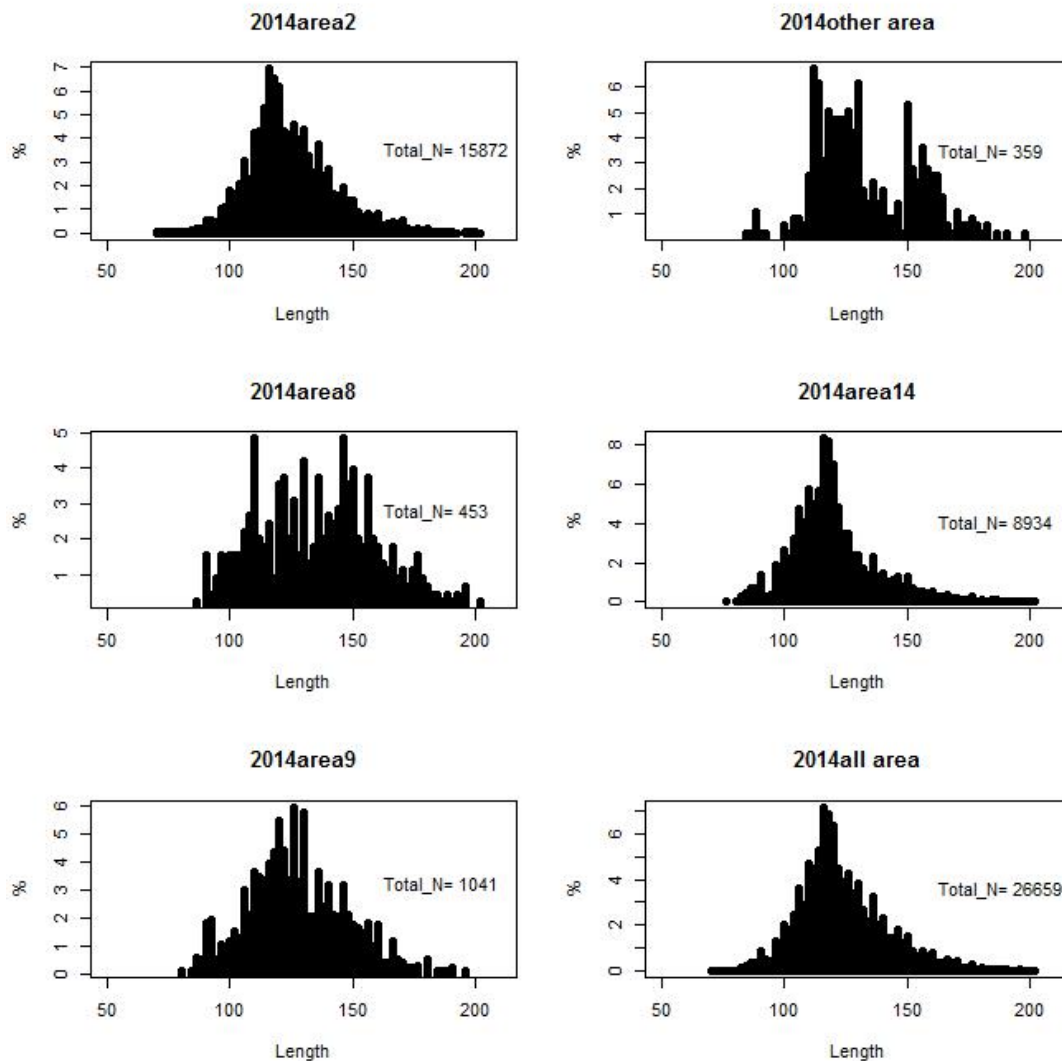 2014area2
7
6
5
4
3
2
1
0
%
Total_N= 15872
50 100 150 200
Length
2014other area
6
5
4
3
2
1
%
Total_N= 359
50 100 150 200
Length
2014area8
5
4
3
2
1
%
Total_N= 453
50 100 150 200
Length
2014area14
8
6
4
2
0
%
Total_N= 8934
50 100 150 200
Length
2014area9
6
5
4
3
2
1
0
%
Total_N= 1041
50 100 150 200
Length
2014all area
6
4
2
0
%
Total_N= 26659
50 100 150 200
Length